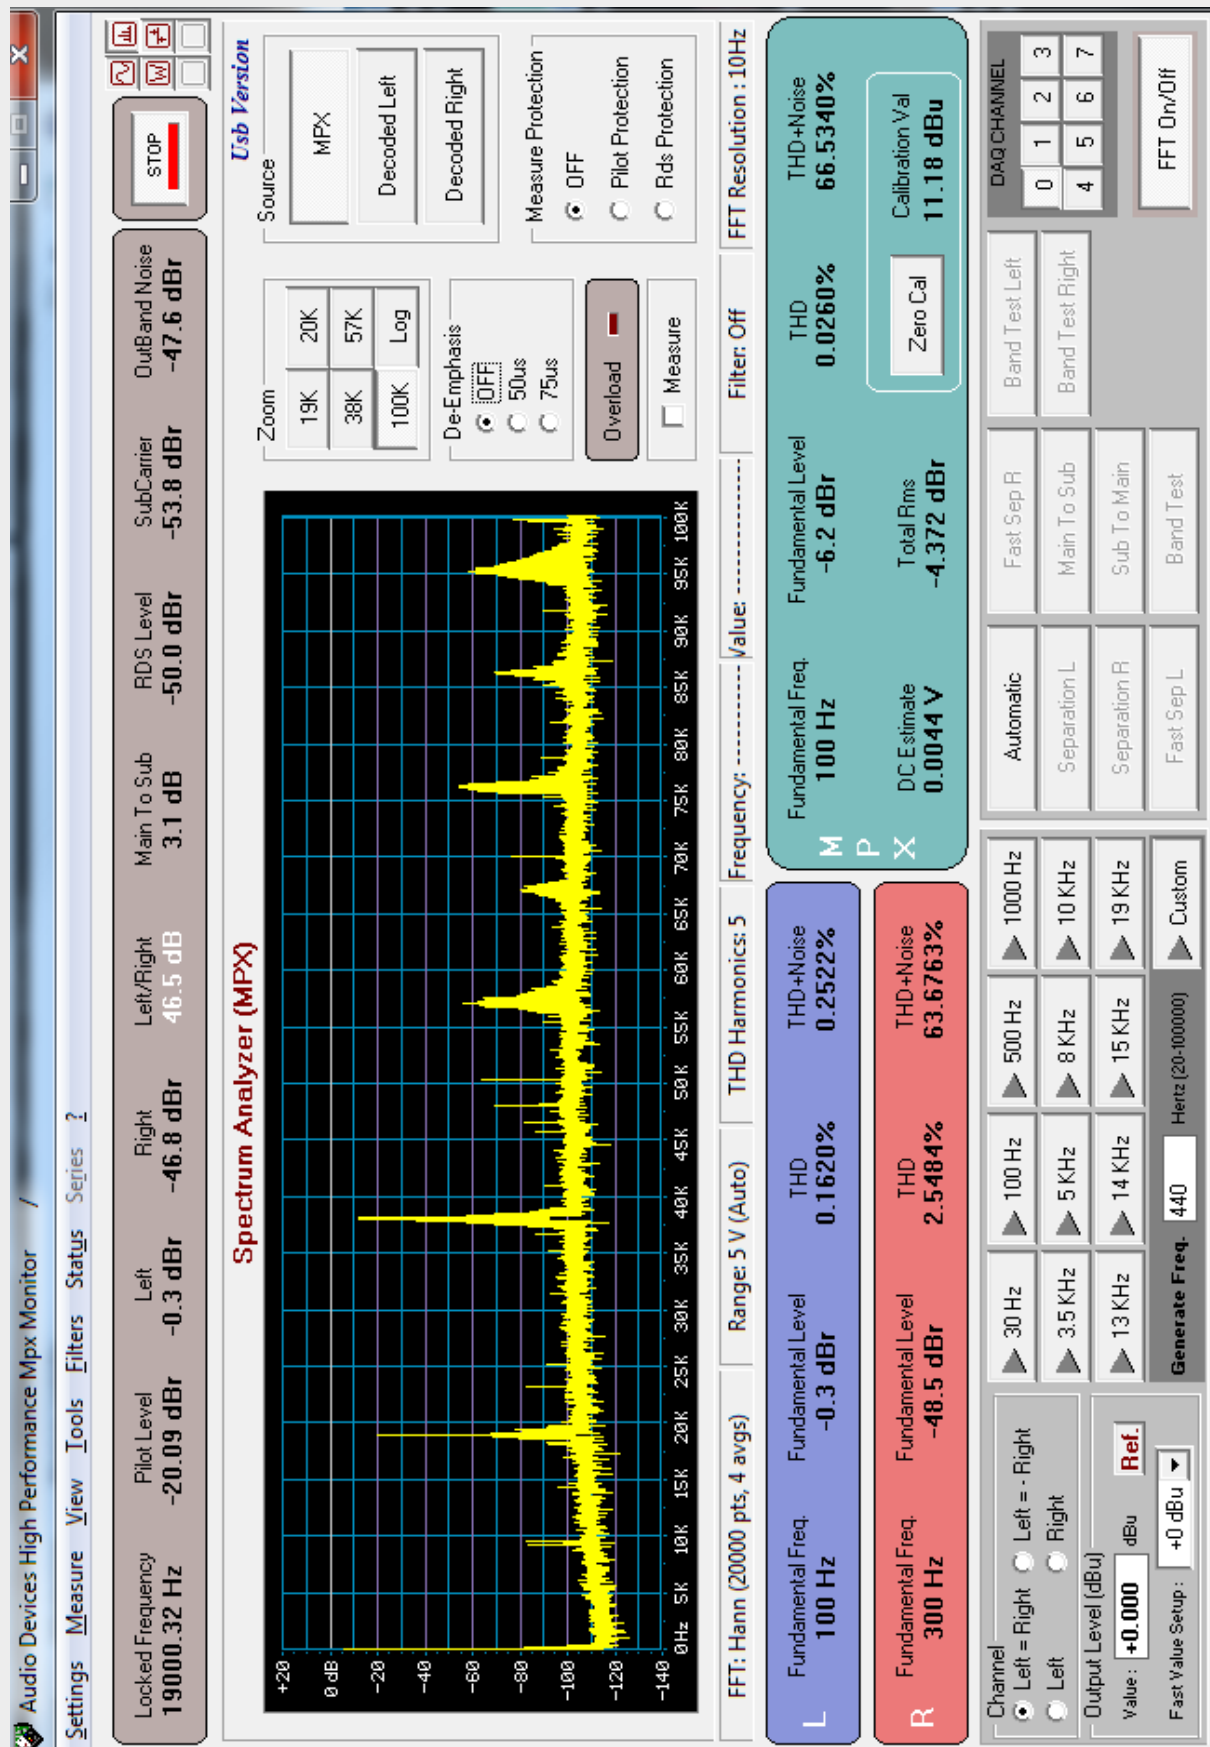 Audio Devices High Performance Mpx Monitor /
Settings Measure View Tools Filters Status Series ?
Locked Frequency Pilot Level Left Right Left/Right Main To Sub RDS Level SubCarrier OutBand Noise
19000.32 Hz -20.09 dBr -0.3 dBr -46.8 dBr 46.5 dB 3.1 dB -50.0 dBr -53.8 dBr -47.6 dBr
STOP
Usb Version
Spectrum Analyzer (MPX)
+20
0dB
-20
-40
-60
-80
-100
-120
-140
0Hz 5K 10K 15K 20K 25K 30K 35K 40K 45K 50K 55K 60K 65K 70K 75K 80K 85K 90K 95K 100K
Zoom
19K 20K
38K 57K
100K Log
De-Emphasis
OFF
50us
75us
Overload
Measure
Source
MPX
Decoded Left
Decoded Right
Measure Protection
OFF
Pilot Protection
Rds Protection
FFT: Hann (20000 pts, 4 avgs) Range: 5 V (Auto) THD Harmonics: 5 Frequency: ------------- Value: ------------- Filter: Off FFT Resolution : 10Hz
L
Fundamental Freq. Fundamental Level THD THD+Noise
100 Hz -0.3 dBr 0.1620% 0.2522%
R
Fundamental Freq. Fundamental Level THD THD+Noise
300 Hz -48.5 dBr 2.5484% 63.6763%
M
P
X
Fundamental Freq. Fundamental Level THD THD+Noise
100 Hz -6.2 dBr 0.0260% 66.5340%
DC Estimate Total Rms Zero Cal Calibration Val
0.0044 V -4.372 dBr 11.18 dBu
Channel
Left = Right Left = - Right
Left Right
Output Level (dBu)
Value : +0.000 dBu Ref.
Fast Value Setup : +0 dBu
30 Hz 100 Hz 500 Hz 1000 Hz
3.5 KHz 5 KHz 8 KHz 10 KHz
13 KHz 14 KHz 15 KHz 19 KHz
Generate Freq. 440 Hertz (20-100000) Custom
Automatic Fast Sep R Band Test Left
Separation L Main To Sub Band Test Right
Separation R Sub To Main
Fast Sep L Band Test
DAQ CHANNEL
0 1 2 3
4 5 6 7
FFT On/Off